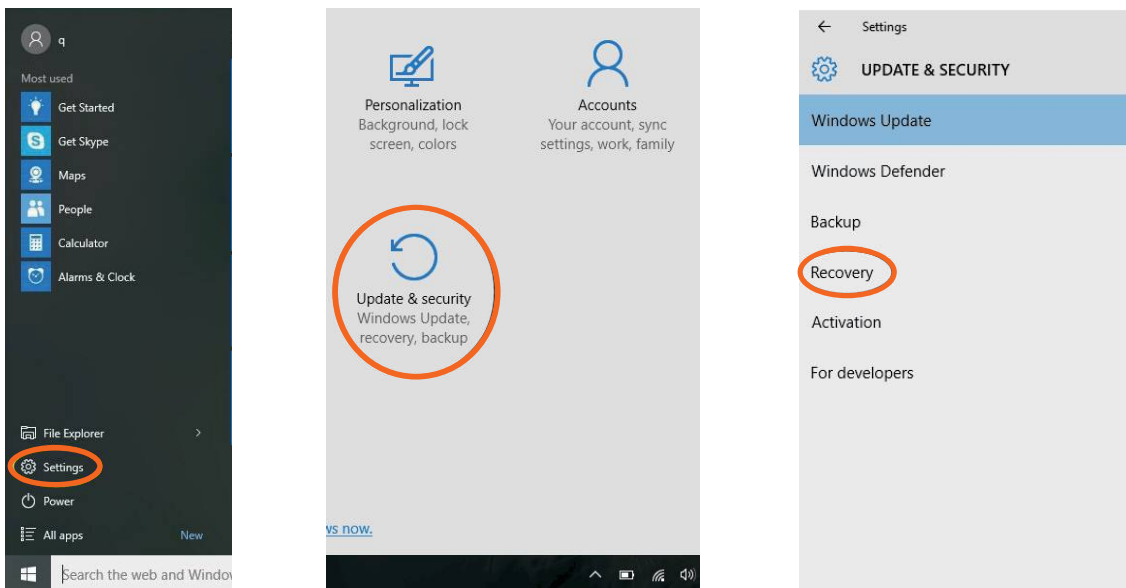 q
Most used
Get Started
Get Skype
Maps
People
Calculator
Alarms & Clock
File Explorer
Settings
Power
All apps New
Search the web and Window
Personalization
Background, lock
screen, colors
Accounts
Your account, sync
settings, work, family
Update & security
Windows Update,
recovery, backup
ws now.
Settings
UPDATE & SECURITY
Windows Update
Windows Defender
Backup
Recovery
Activation
For developers